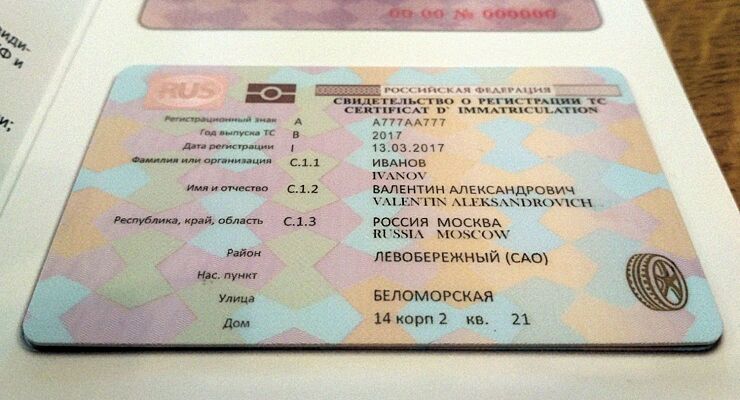 00 00 № 000000
види-
Ф и
и;
RUS
РОССИЙСКАЯ ФЕДЕРАЦИЯ
СВИДЕТЕЛЬСТВО О РЕГИСТРАЦИИ ТС
CERTIFICAT D' IMMATRICULATION
Регистрационный знак A А777АА777
Год выпуска ТС B 2017
Дата регистрации I 13.03.2017
Фамилия или организация C.1.1 ИВАНОВ
IVANOV
Имя и отчество C.1.2 ВАЛЕНТИН АЛЕКСАНДРОВИЧ
VALENTIN ALEKSANDROVICH
Республика, край, область C.1.3 РОССИЯ МОСКВА
RUSSIA MOSCOW
Район ЛЕВОБЕРЕЖНЫЙ (САО)
Нас. пункт
Улица БЕЛОМОРСКАЯ
Дом 14 корп 2 кв. 21